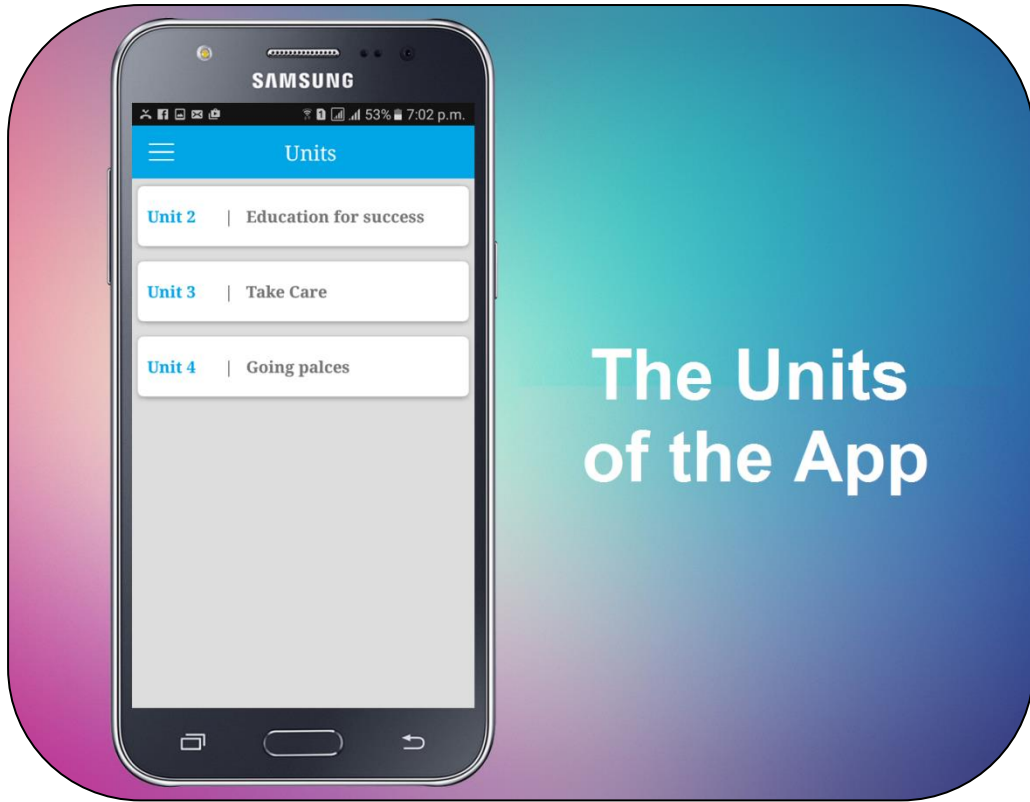 SAMSUNG
53% 7:02 p.m.
Units
Unit 2 | Education for success
Unit 3 | Take Care
Unit 4 | Going palces
The Units
of the App